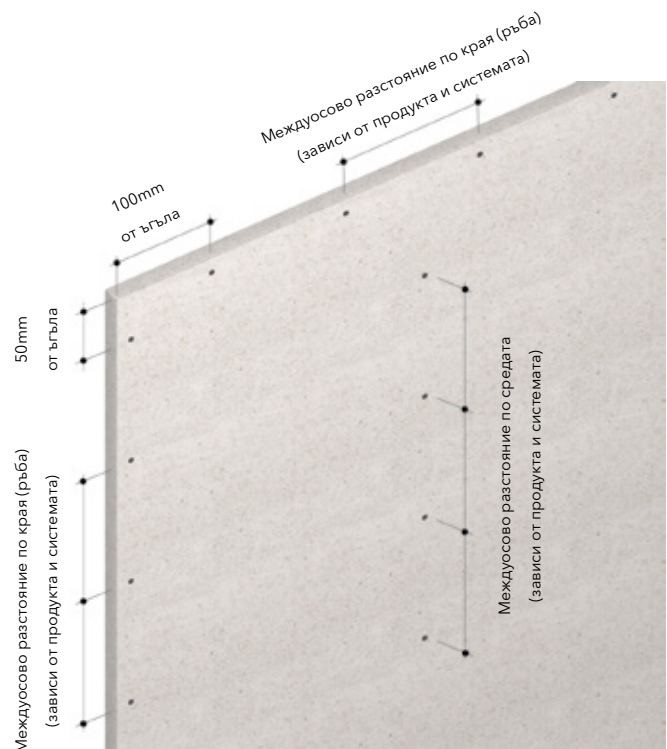 Междуосово разстояние по края (ръба)
(зависи от продукта и системата)
100mm
от ъгъла
50mm
от ъгъла
Междуосово разстояние по средата
(зависи от продукта и системата)
Междуосово разстояние по края (ръба)
(зависи от продукта и системата)